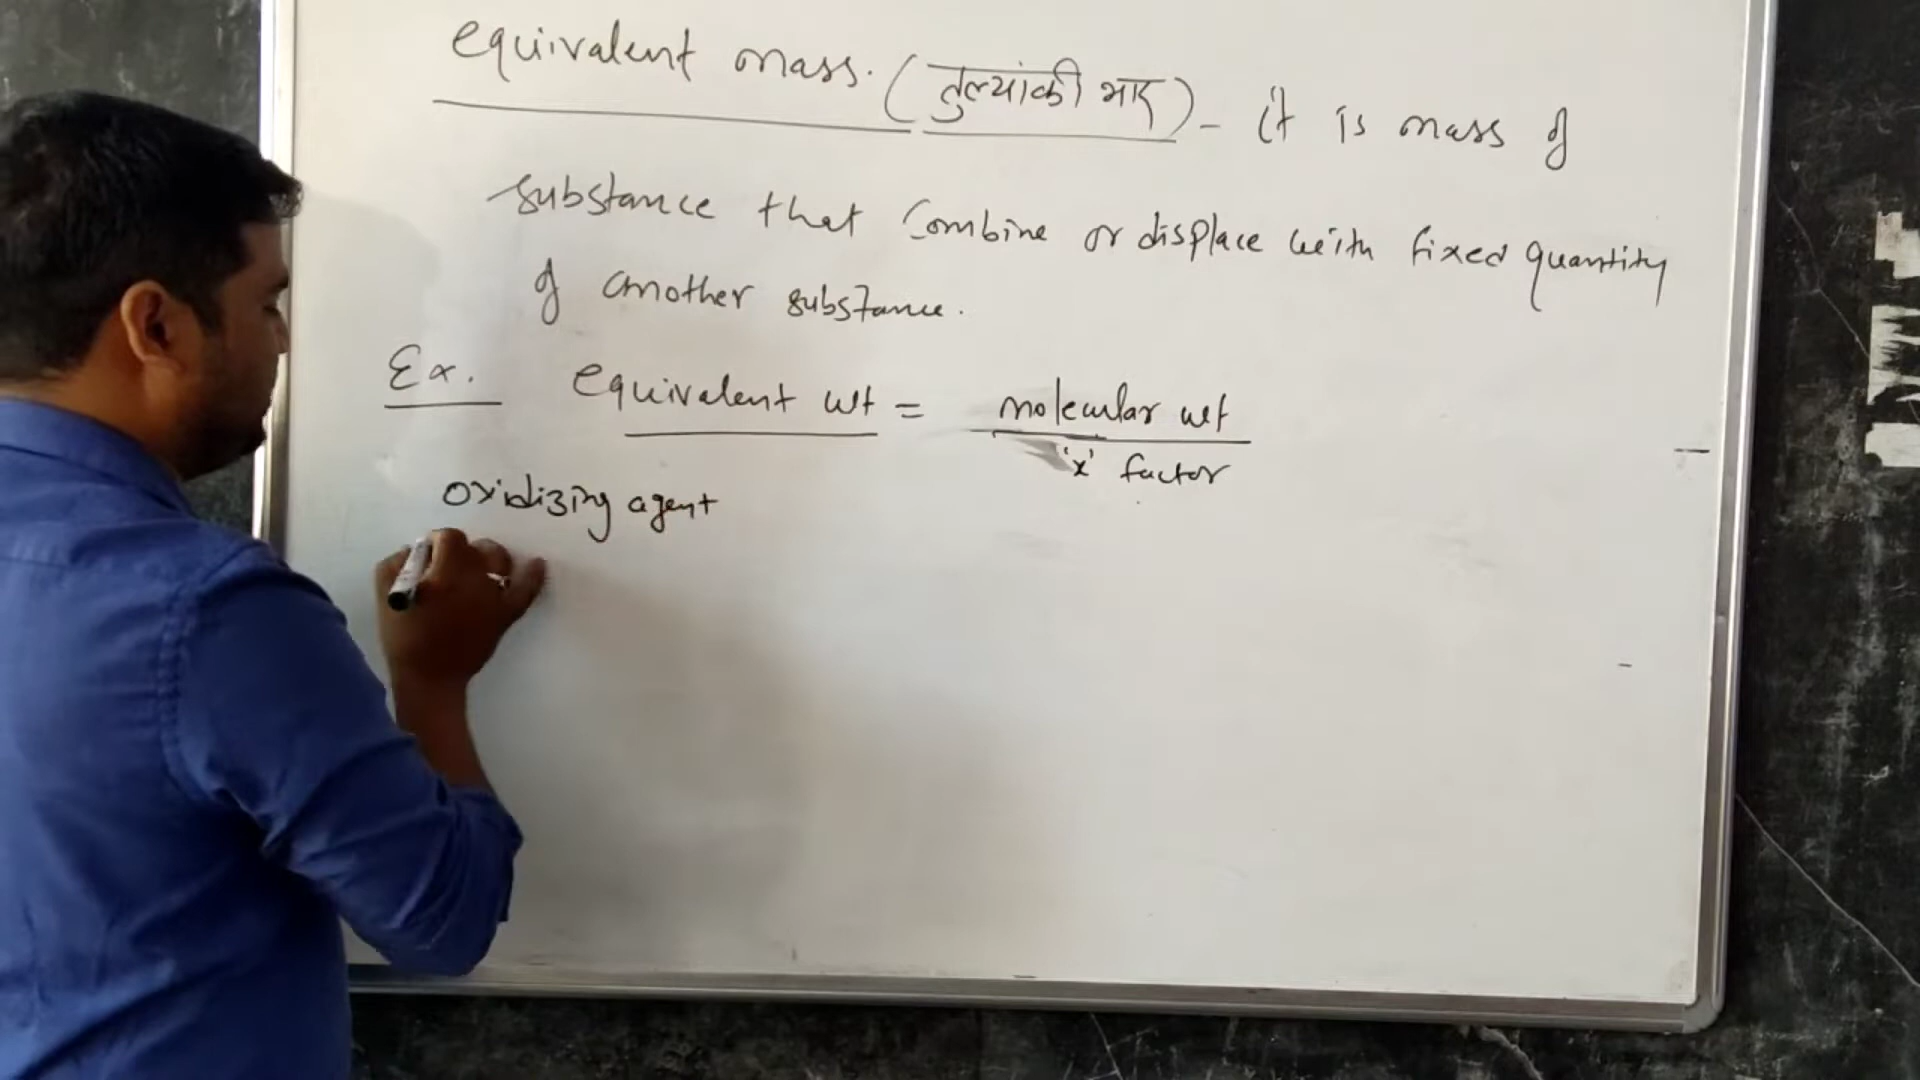 equivalent mass. (तुल्यांकी भार) - it is mass of
substance that combine or displace with fixed quantity
of another substance.
Ex. equivalent wt = molecular wt
'x' factor
oxidizing agent